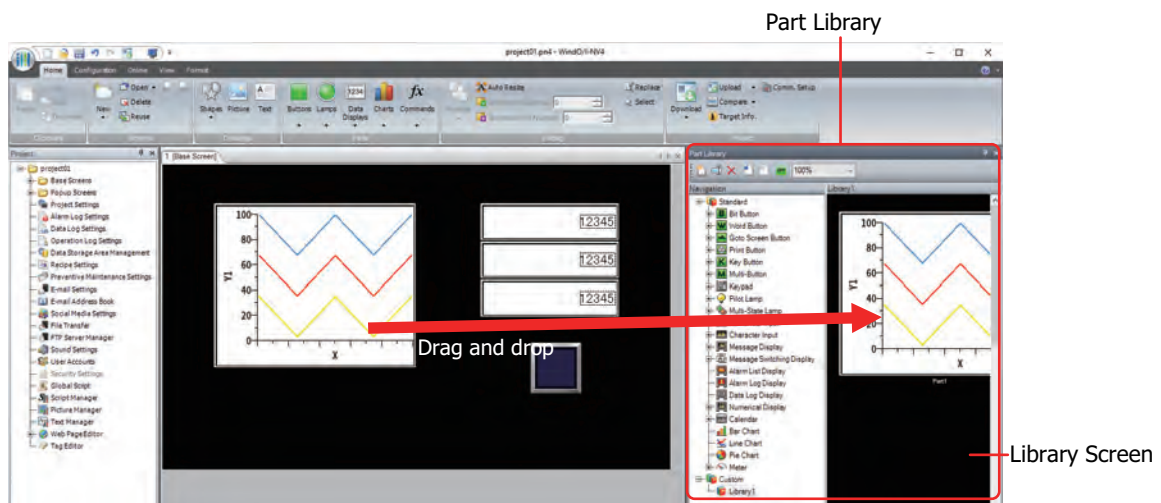 Part Library
project01.pn4 - WindO/I-NV4
Home Configuration Online View Format
Open
Delete
Reuse
New
Shapes Picture Text
Buttons Lamps Data Displays Charts Commands
Auto Resize
0
0
Replace
Select
Download
Upload
Compare
Target Info.
Comm. Setup
Project
project01
Base Screens
Popup Screens
Project Settings
Alarm Log Settings
Data Log Settings
Operation Log Settings
Data Storage Area Management
Recipe Settings
Preventive Maintenance Settings
E-mail Settings
E-mail Address Book
Social Media Settings
File Transfer
FTP Server Manager
Sound Settings
User Accounts
Security Settings
Global Script
Script Manager
Picture Manager
Text Manager
Web Page Editor
Tag Editor
1 [Base Screen]
100
80
60
40
20
0
Y1
X
12345
12345
12345
Drag and drop
Part Library
100%
Navigation
Standard
Bit Button
Word Button
Goto Screen Button
Print Button
Key Button
Multi-Button
Keypad
Pilot Lamp
Multi-State Lamp
Character Input
Message Display
Message Switching Display
Alarm List Display
Alarm Log Display
Data Log Display
Numerical Display
Calendar
Bar Chart
Line Chart
Pie Chart
Meter
Custom
Library1
Library1
100
80
60
40
20
0
Y1
X
Part1
Library Screen